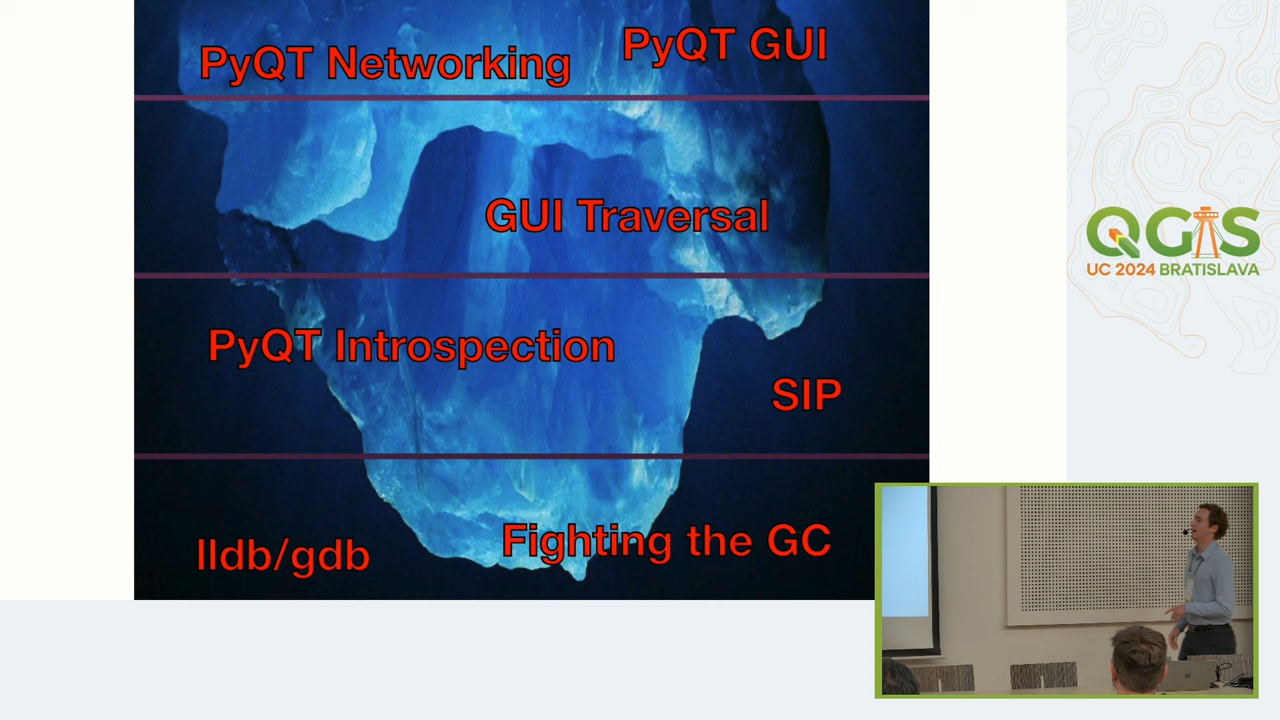 PyQT Networking
PyQT GUI
GUI Traversal
PyQT Introspection
SIP
lldb/gdb
Fighting the GC
QGIS
UC 2024 BRATISLAVA